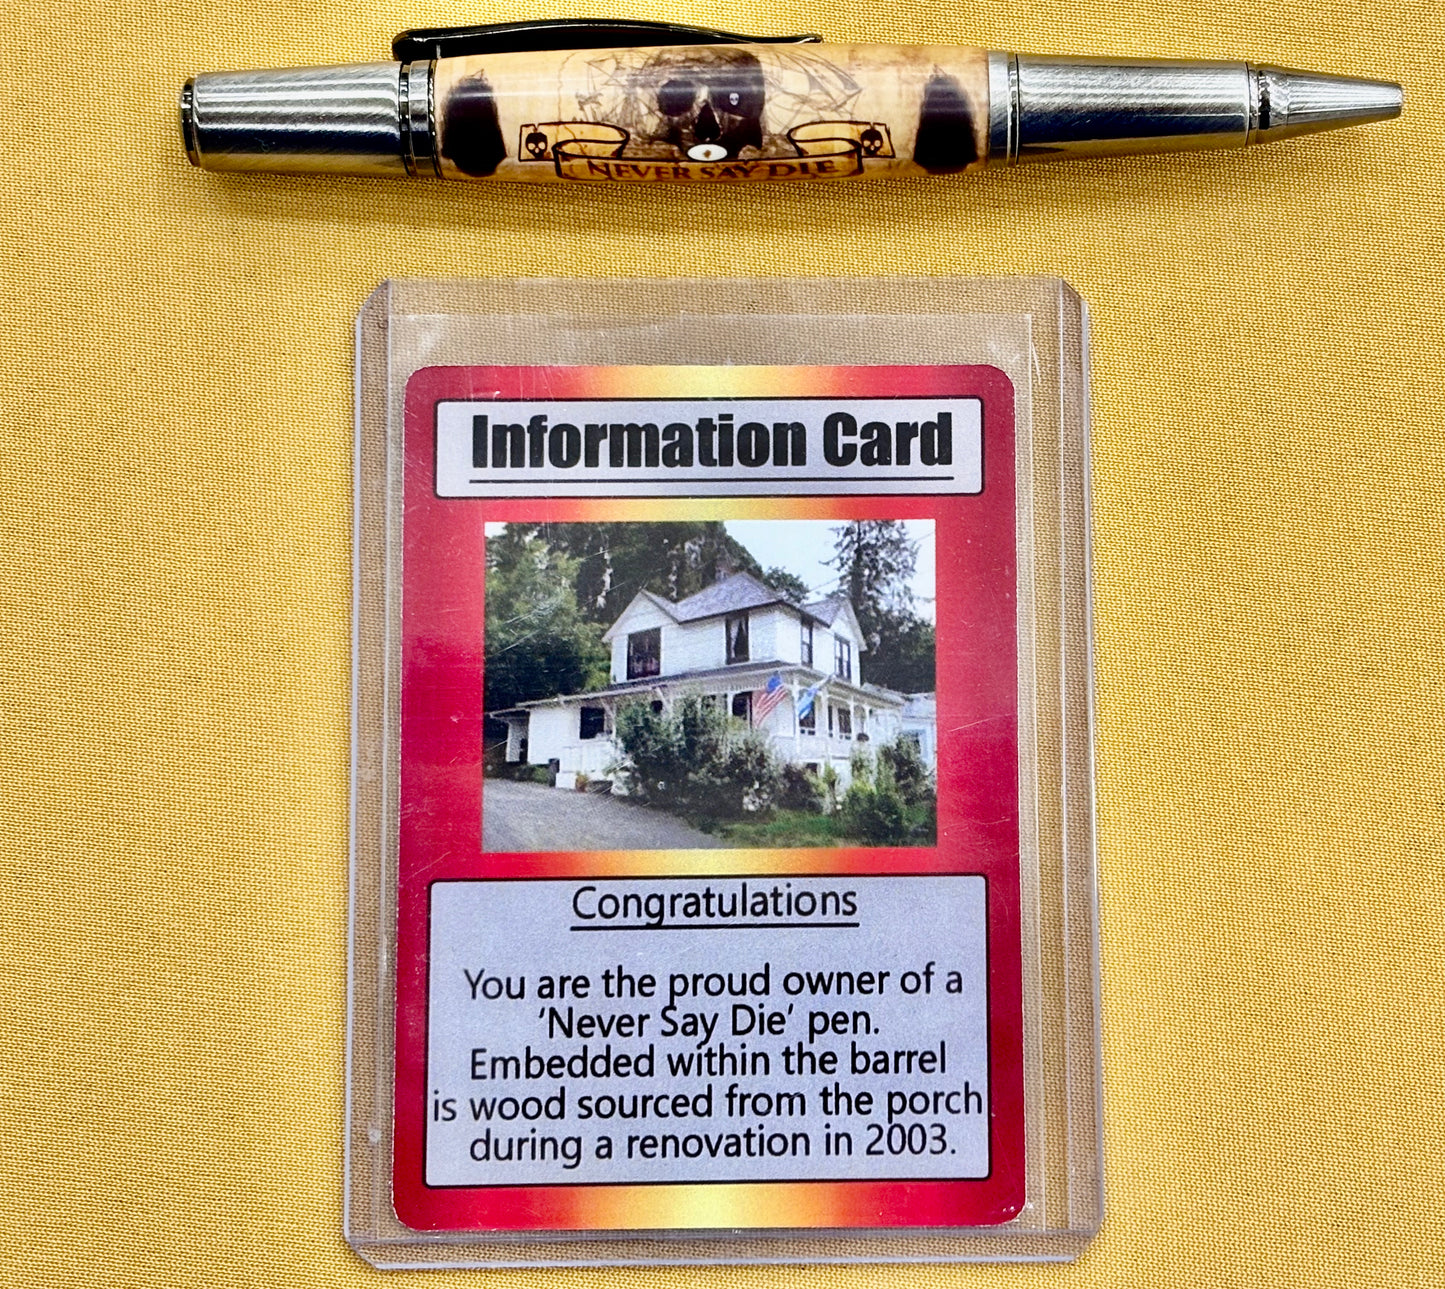 NEVER SAY DIE
Information Card
Congratulations
You are the proud owner of a
‘Never Say Die’ pen.
Embedded within the barrel
is wood sourced from the porch
during a renovation in 2003.